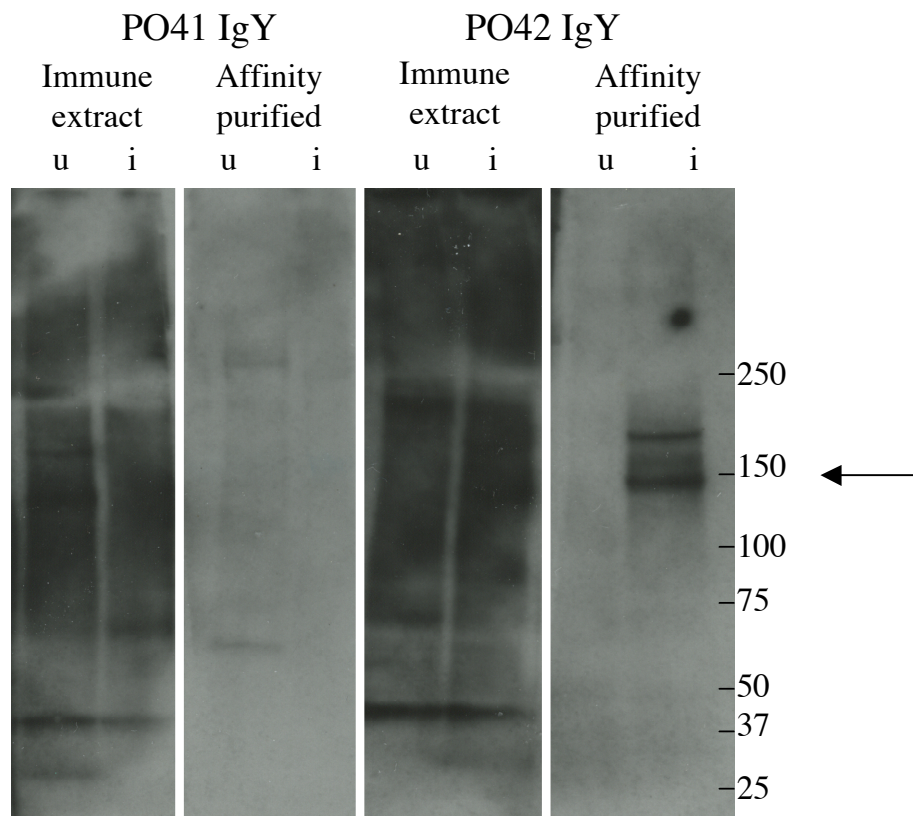 PO41 IgY PO42 IgY
Immune extract Affinity purified Immune extract Affinity purified
u i u i u i u i
250
150
100
75
50
37
25